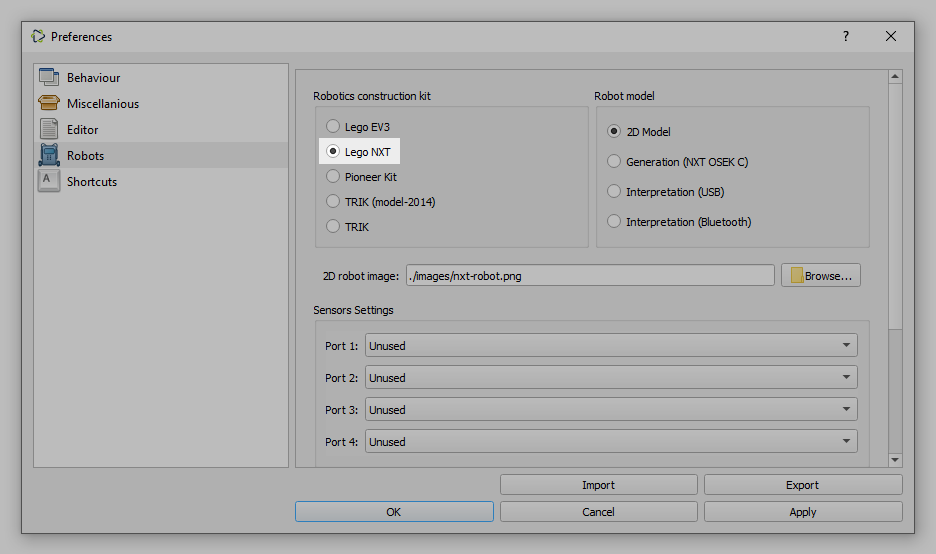 Preferences
?
Behaviour
Miscellanious
Editor
Robots
A
Shortcuts
Robotics construction kit
Lego EV3
Lego NXT
Pioneer Kit
TRIK (model-2014)
TRIK
Robot model
2D Model
Generation (NXT OSEK C)
Interpretation (USB)
Interpretation (Bluetooth)
2D robot image: ./images/nxt-robot.png Browse...
Sensors Settings
Port 1: Unused
Port 2: Unused
Port 3: Unused
Port 4: Unused
Import Export
OK Cancel Apply